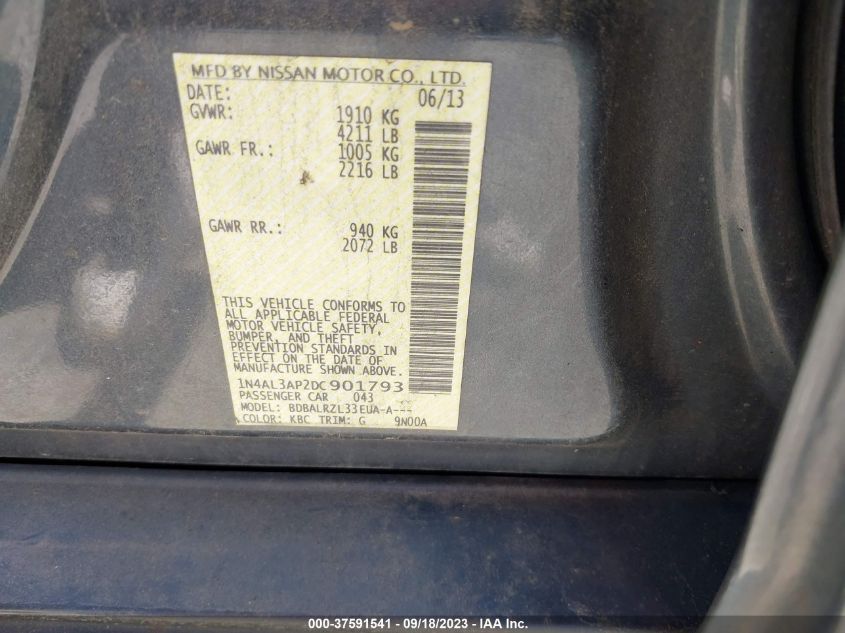 MFD BY NISSAN MOTOR CO., LTD.
DATE: 06/13
GVWR: 1910 KG
4211 LB
GAWR FR.: 1005 KG
2216 LB
GAWR RR.: 940 KG
2072 LB
THIS VEHICLE CONFORMS TO
ALL APPLICABLE FEDERAL
MOTOR VEHICLE SAFETY,
BUMPER, AND THEFT
PREVENTION STANDARDS IN
EFFECT ON THE DATE OF
MANUFACTURE SHOWN ABOVE.
1N4AL3AP2DC901793
PASSENGER CAR 043
MODEL: BDBALRZL33EUA-A---
COLOR: KBC TRIM: G 9N00A
000-37591541 - 09/18/2023 - IAA Inc.